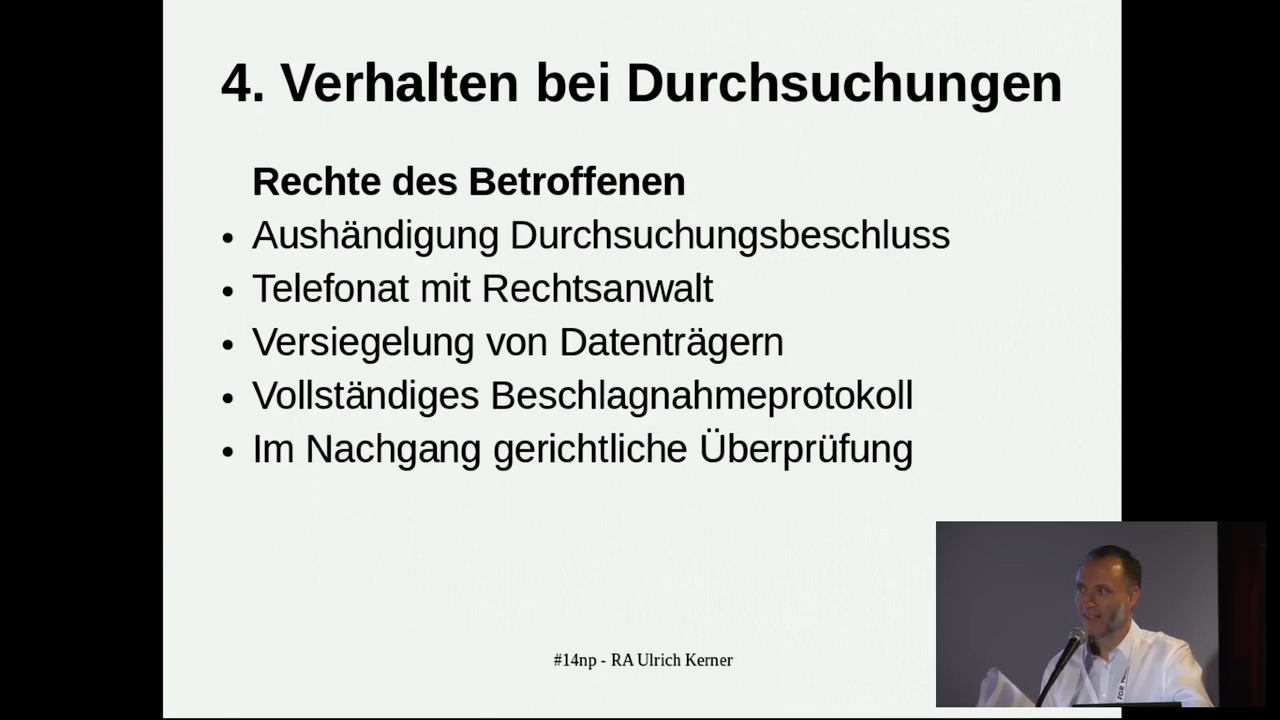 4. Verhalten bei Durchsuchungen
Rechte des Betroffenen
• Aushändigung Durchsuchungsbeschluss
• Telefonat mit Rechtsanwalt
• Versiegelung von Datenträgern
• Vollständiges Beschlagnahmeprotokoll
• Im Nachgang gerichtliche Überprüfung
#14np - RA Ulrich Kerner